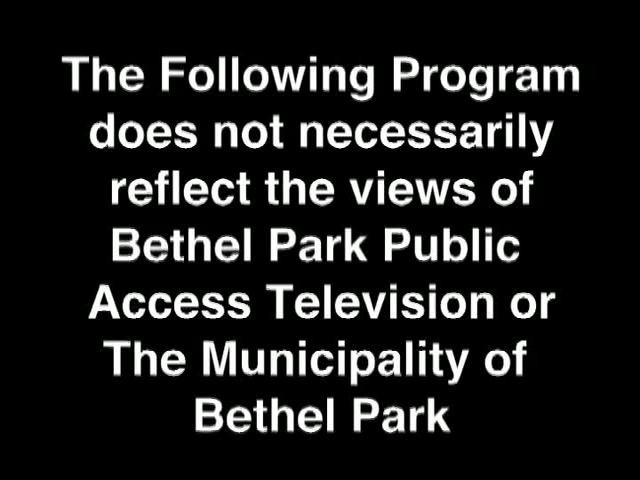 The Following Program
does not necessarily
reflect the views of
Bethel Park Public
Access Television or
The Municipality of
Bethel Park